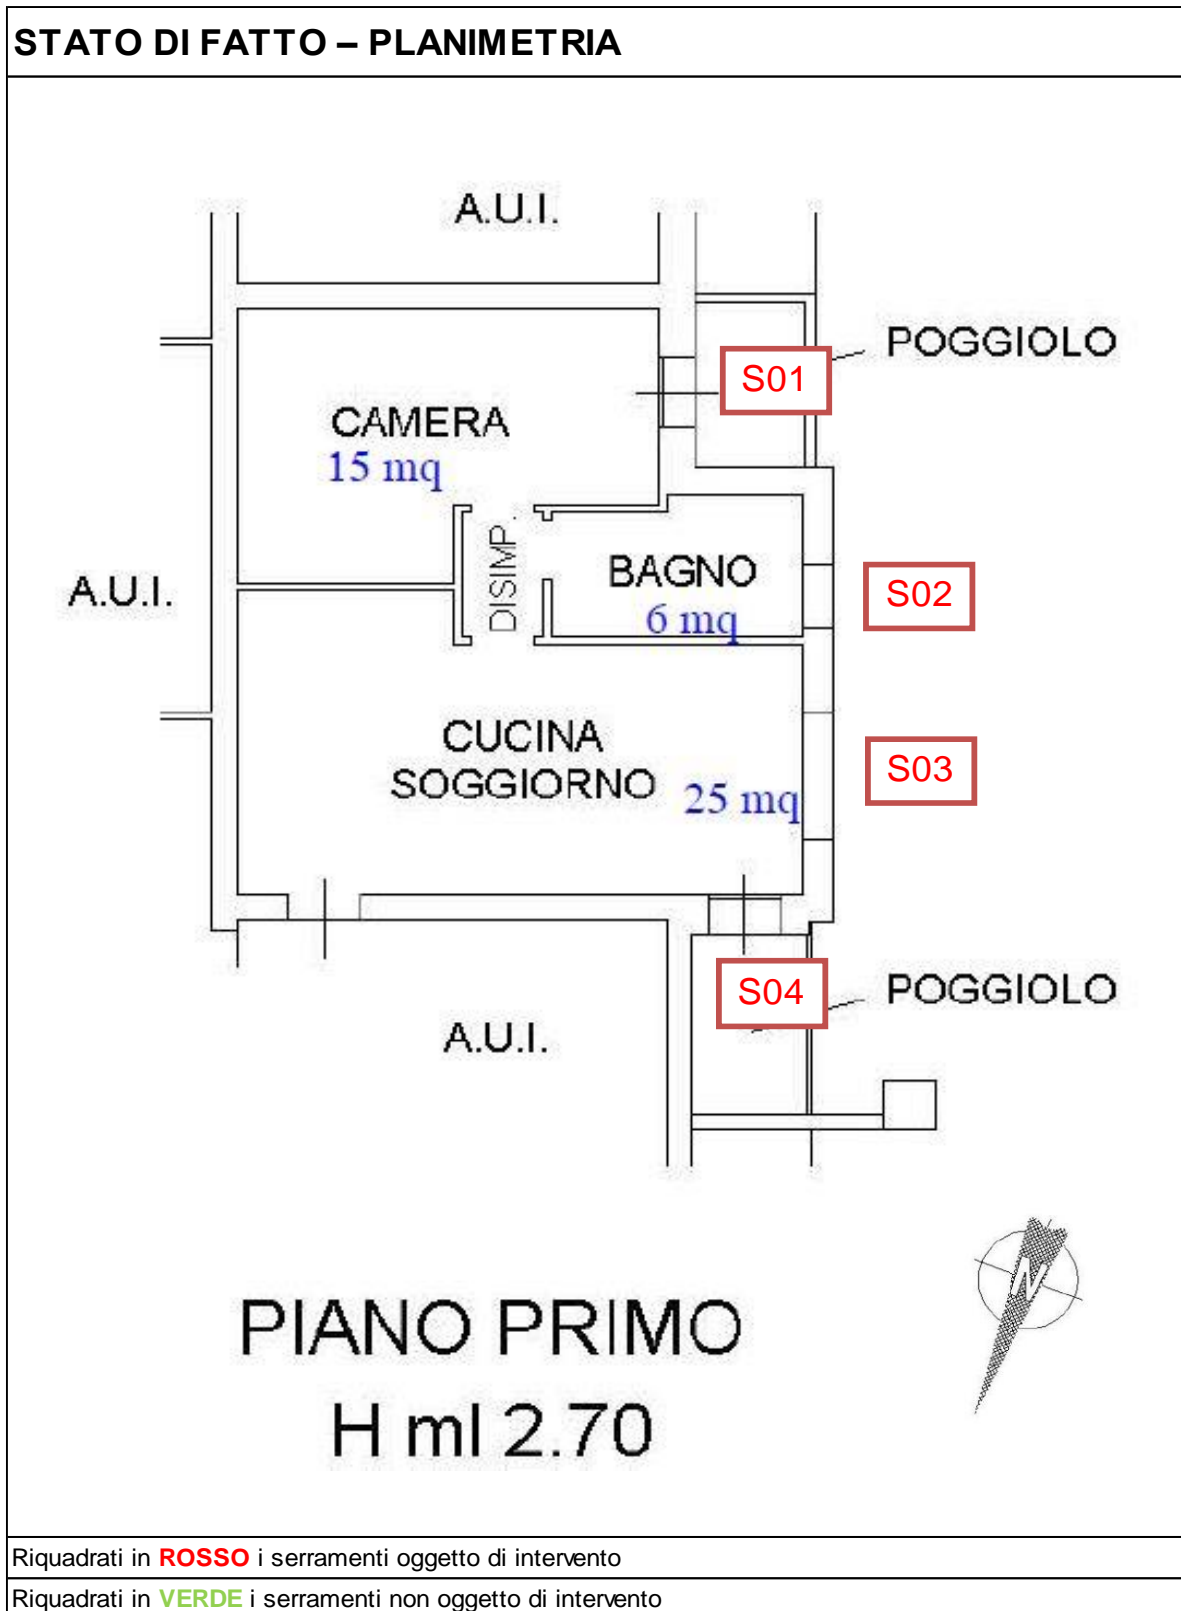 STATO DI FATTO – PLANIMETRIA
A.U.I.
POGGIOLO
S01
CAMERA
15 mq
DISIMP.
BAGNO
6 mq
S02
A.U.I.
CUCINA
SOGGIORNO
25 mq
S03
S04
POGGIOLO
A.U.I.
N
PIANO PRIMO
H ml 2.70
Riquadrati in ROSSO i serramenti oggetto di intervento
Riquadrati in VERDE i serramenti non oggetto di intervento